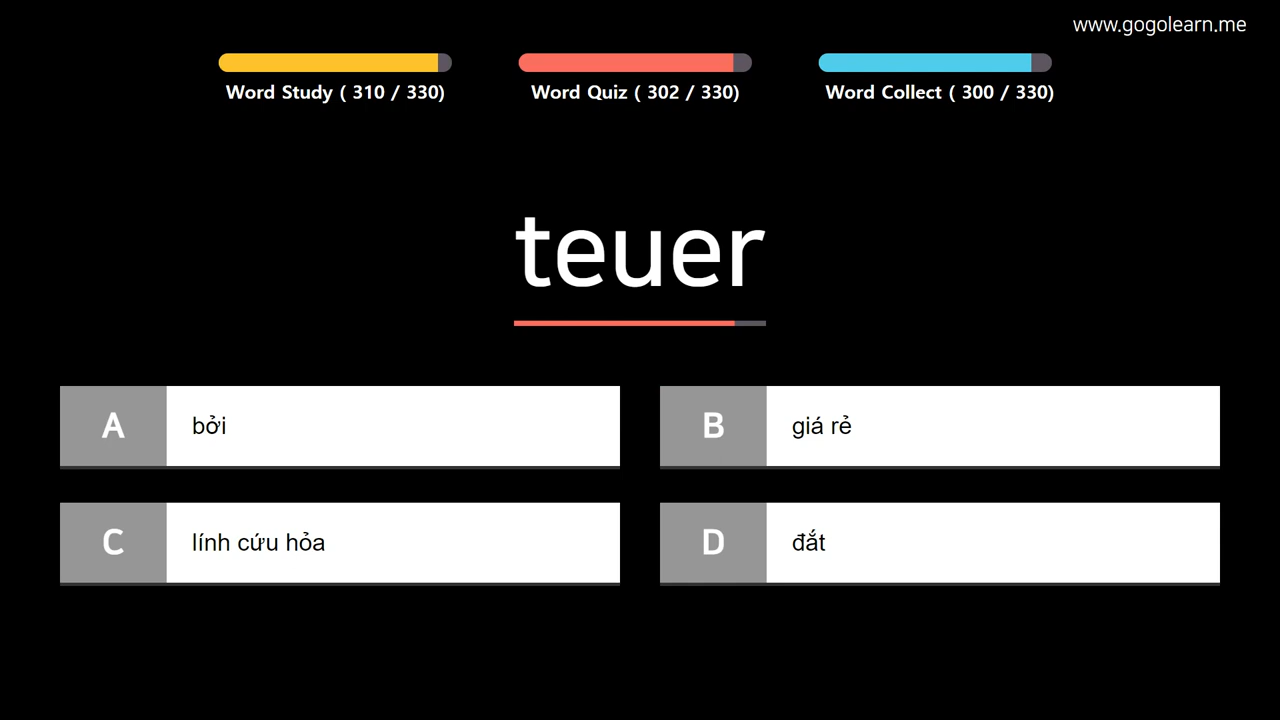 www.gogolearn.me
Word Study ( 310 / 330)
Word Quiz ( 302 / 330)
Word Collect ( 300 / 330)
teuer
A bởi
B giá rẻ
C lính cứu hỏa
D đắt